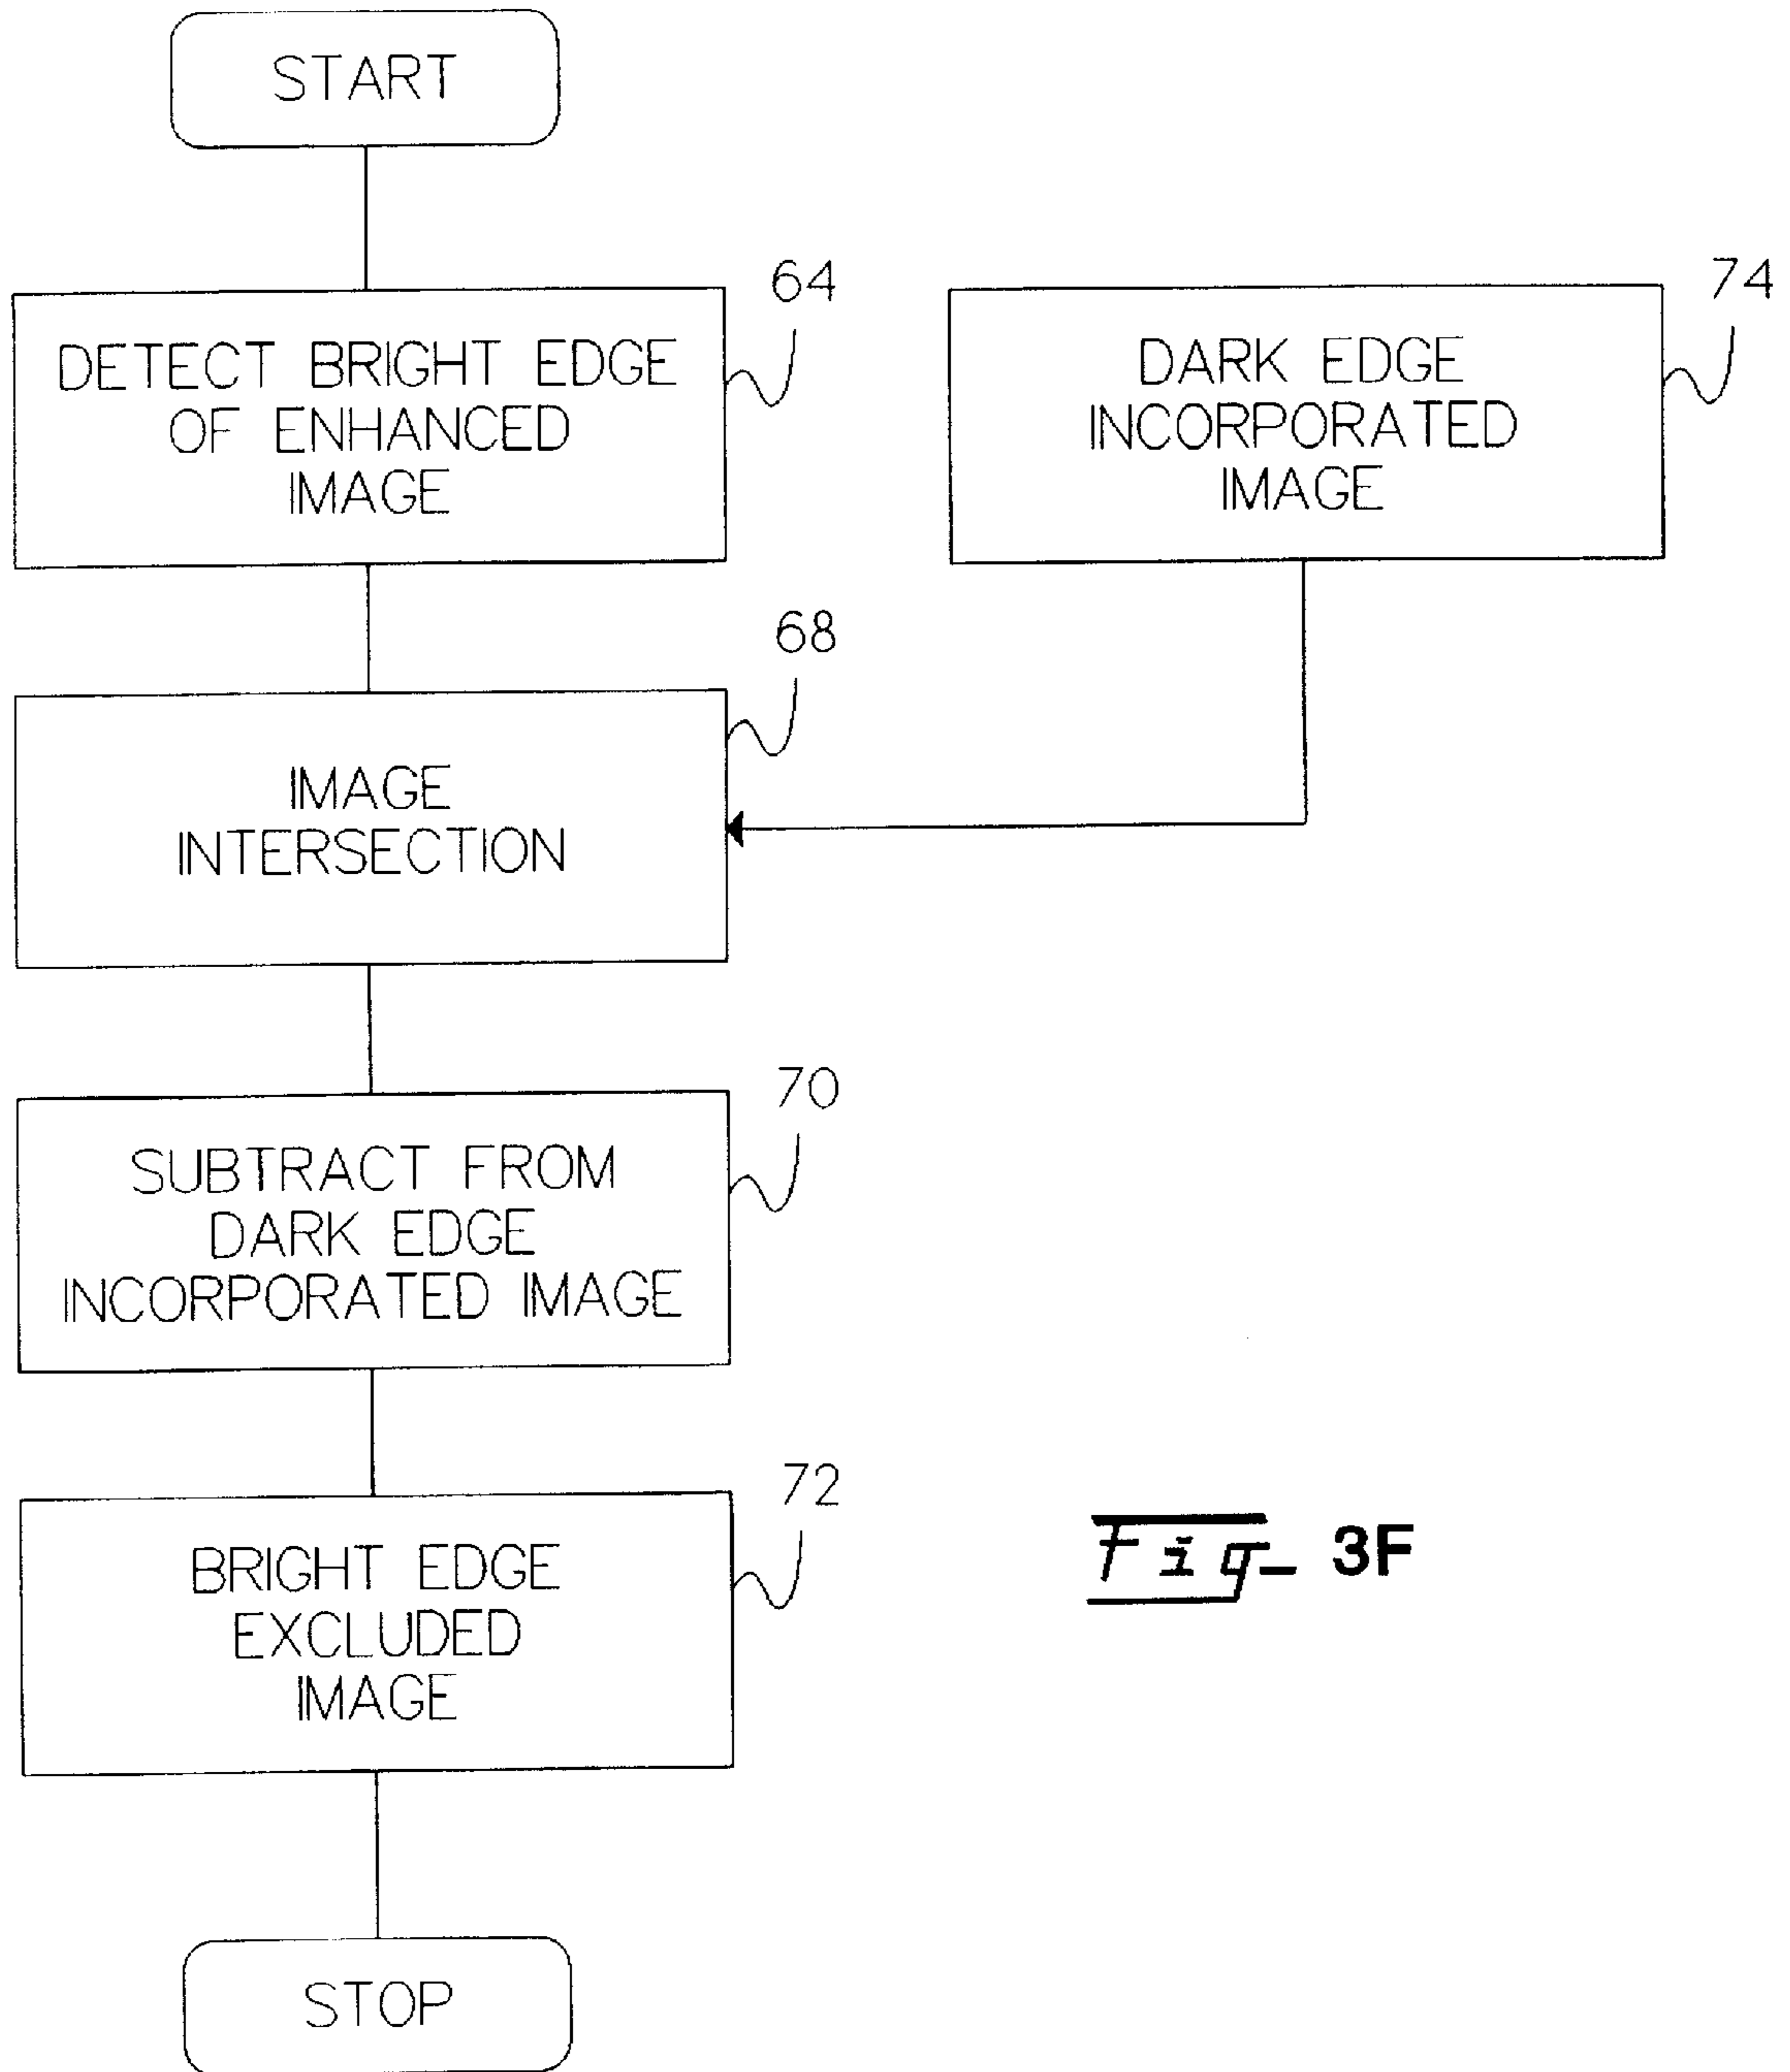 START
64
DETECT BRIGHT EDGE
OF ENHANCED
IMAGE
74
DARK EDGE
INCORPORATED
IMAGE
68
IMAGE
INTERSECTION
70
SUBTRACT FROM
DARK EDGE
INCORPORATED IMAGE
72
BRIGHT EDGE
EXCLUDED
IMAGE
STOP
Fig_ 3F